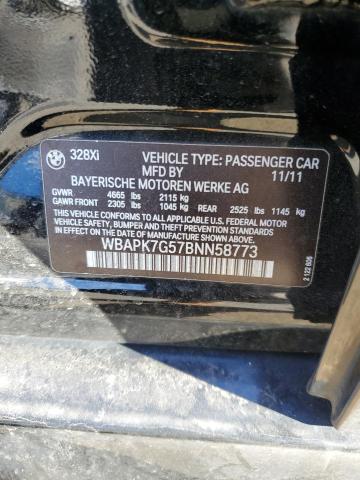 328Xi VEHICLE TYPE: PASSENGER CAR
MFD BY 11/11
BAYERISCHE MOTOREN WERKE AG
GVWR 4665 lbs 2115 kg
GAWR FRONT 2305 lbs 1045 kg REAR 2525 lbs 1145 kg
THIS VEHICLE CONFORMS TO ALL APPLICABLE U.S. FEDERAL MOTOR
VEHICLE SAFETY, BUMPER, AND THEFT PREVENTION STANDARDS
IN EFFECT ON THE DATE OF MANUFACTURE SHOWN ABOVE.
WBAPK7G57BNN58773